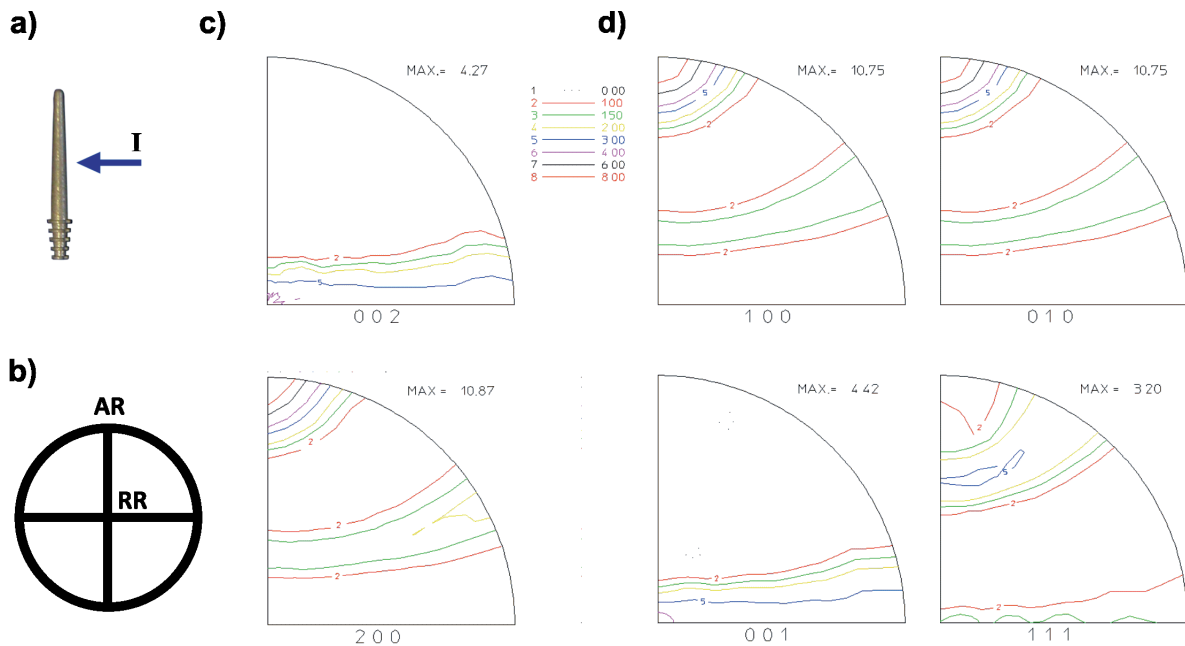 a)
I
b)
AR
RR
c)
MAX.= 4.27
2
5
0 0 2
1 0 00
2 1 00
3 1 50
4 2 00
5 3 00
6 4 00
7 6 00
8 8 00
MAX = 10.87
2
2
2
2 0 0
d)
MAX.= 10.75
5
2
2
2
1 0 0
MAX = 10.75
5
2
2
2
0 1 0
MAX.= 4 42
2
5
0 0 1
MAX = 3 20
2
5
2
2
1 1 1